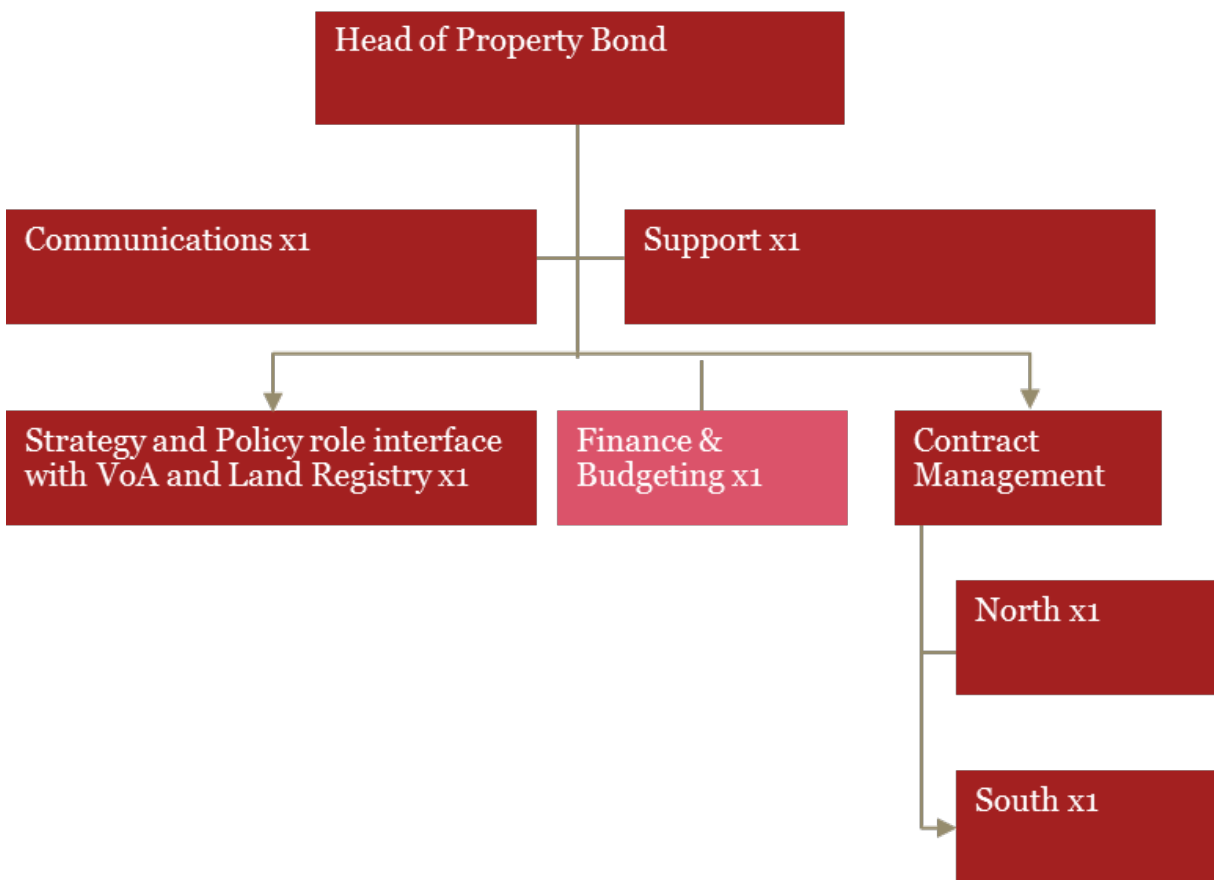 Head of Property Bond
Communications x1
Support x1
Strategy and Policy role interface
with VoA and Land Registry x1
Finance &
Budgeting x1
Contract
Management
North x1
South x1